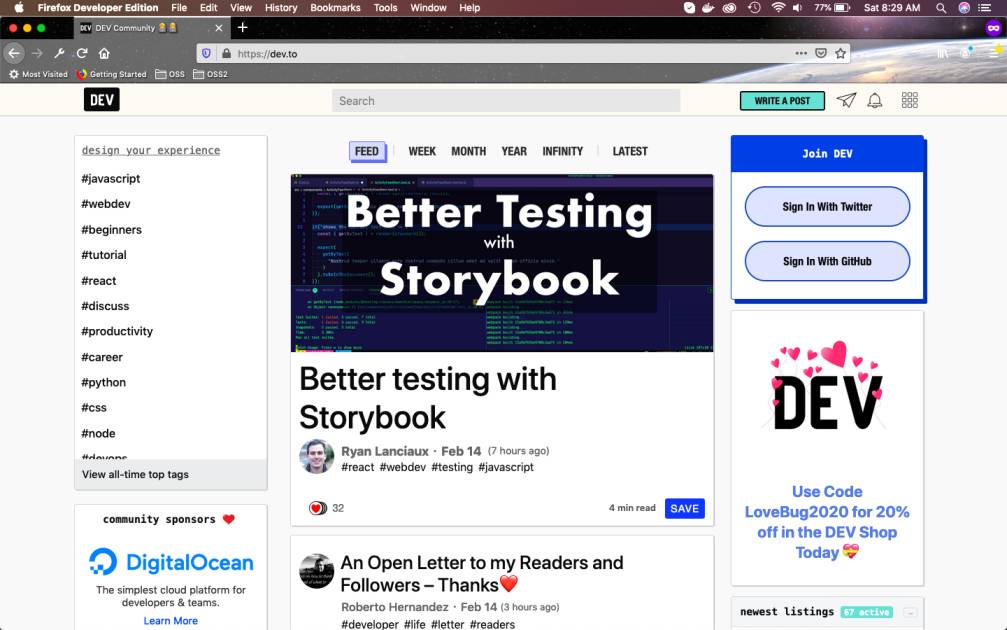 Firefox Developer Edition File Edit View History Bookmarks Tools Window Help 77% Sat 8:29 AM
DEV DEV Community
https://dev.to
Most Visited Getting Started OSS OSS2
DEV Search WRITE A POST
design your experience
#javascript
#webdev
#beginners
#tutorial
#react
#discuss
#productivity
#career
#python
#css
#node
#devops
View all-time top tags
community sponsors
DigitalOcean
The simplest cloud platform for
developers & teams.
Learn More
FEED WEEK MONTH YEAR INFINITY LATEST
Better Testing
with
Storybook
Better testing with
Storybook
Ryan Lanciaux · Feb 14 (7 hours ago)
#react #webdev #testing #javascript
32 4 min read SAVE
An Open Letter to my Readers and
Followers – Thanks❤️
Roberto Hernandez · Feb 14 (3 hours ago)
#developer #life #letter #readers
Join DEV
Sign In With Twitter
Sign In With GitHub
DEV
Use Code
LoveBug2020 for 20%
off in the DEV Shop
Today 💝
newest listings 67 active